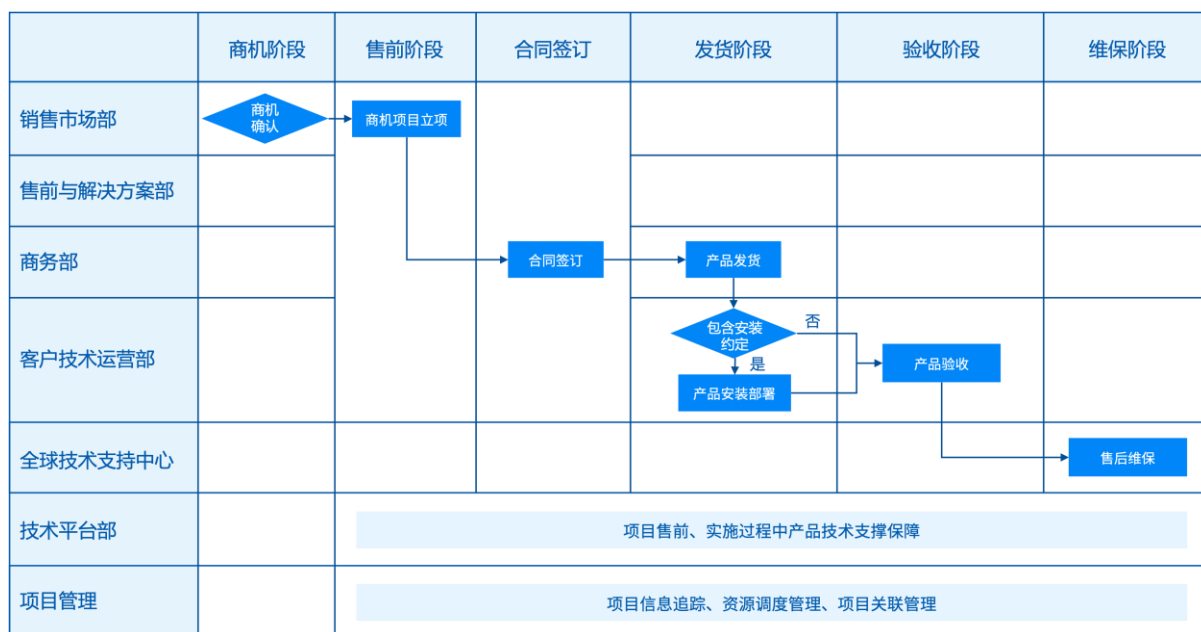 商机阶段
售前阶段
合同签订
发货阶段
验收阶段
维保阶段
销售市场部
商机
确认
商机项目立项
售前与解决方案部
商务部
合同签订
产品发货
客户技术运营部
包含安装
约定
否
是
产品安装部署
产品验收
全球技术支持中心
售后维保
技术平台部
项目售前、实施过程中产品技术支撑保障
项目管理
项目信息追踪、资源调度管理、项目关联管理